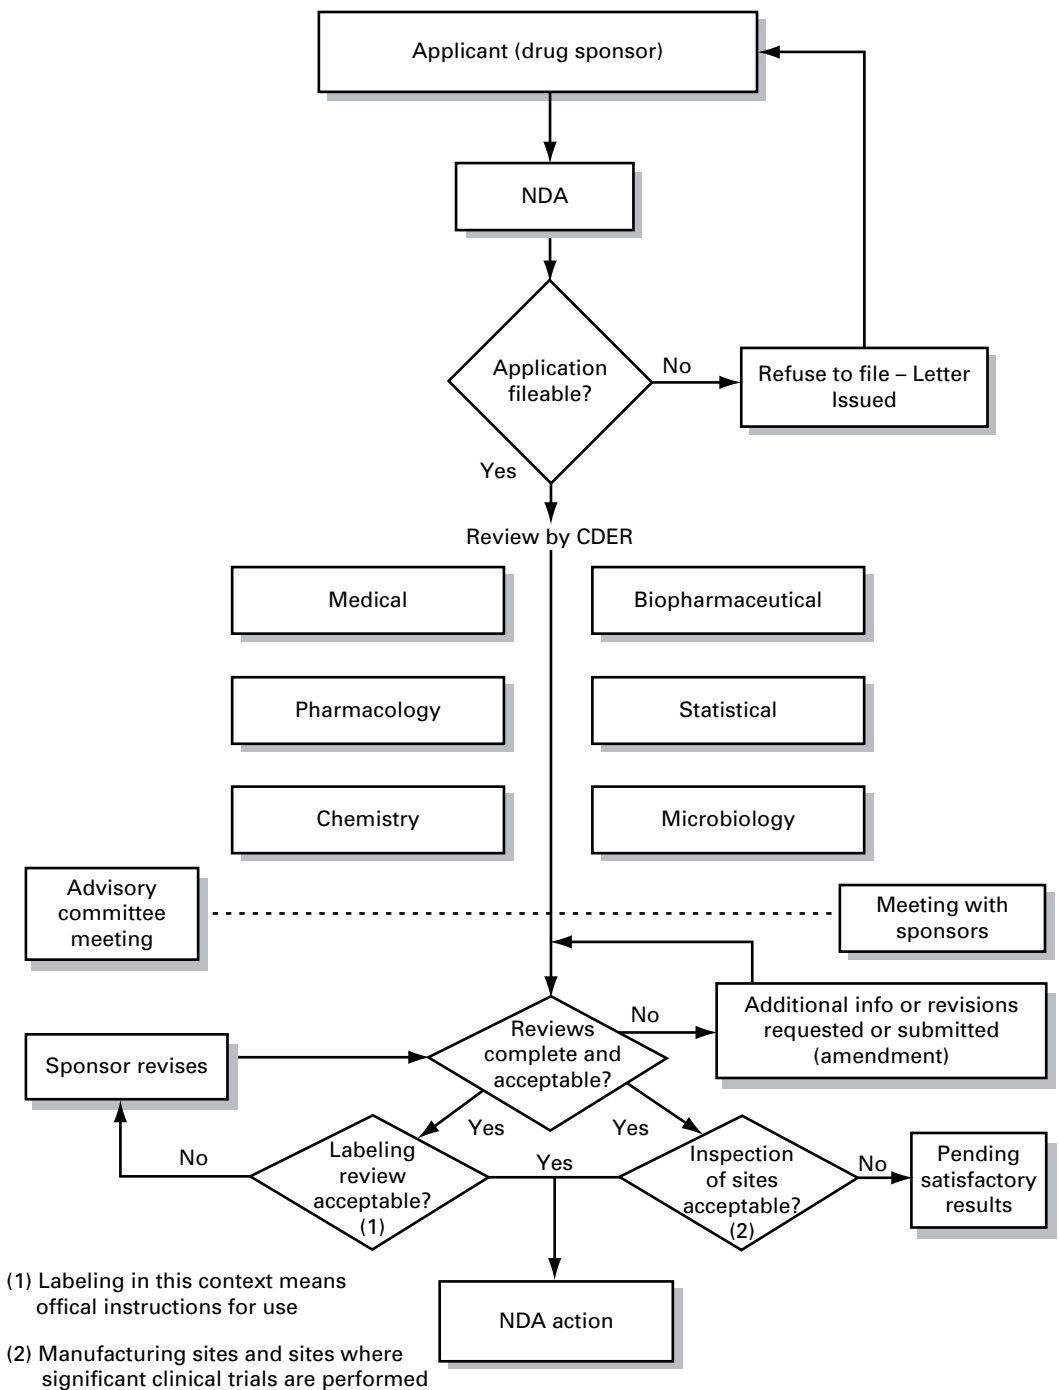 Applicant (drug sponsor)
NDA
Application
fileable?
No
Refuse to file – Letter
Issued
Yes
Review by CDER
Medical
Biopharmaceutical
Pharmacology
Statistical
Chemistry
Microbiology
Advisory
committee
meeting
Meeting with
sponsors
Reviews
complete and
acceptable?
No
Additional info or revisions
requested or submitted
(amendment)
Sponsor revises
Yes
Yes
Labeling
review
acceptable?
(1)
No
Yes
Inspection
of sites
acceptable?
(2)
No
Pending
satisfactory
results
NDA action
(1) Labeling in this context means
offical instructions for use
(2) Manufacturing sites and sites where
significant clinical trials are performed